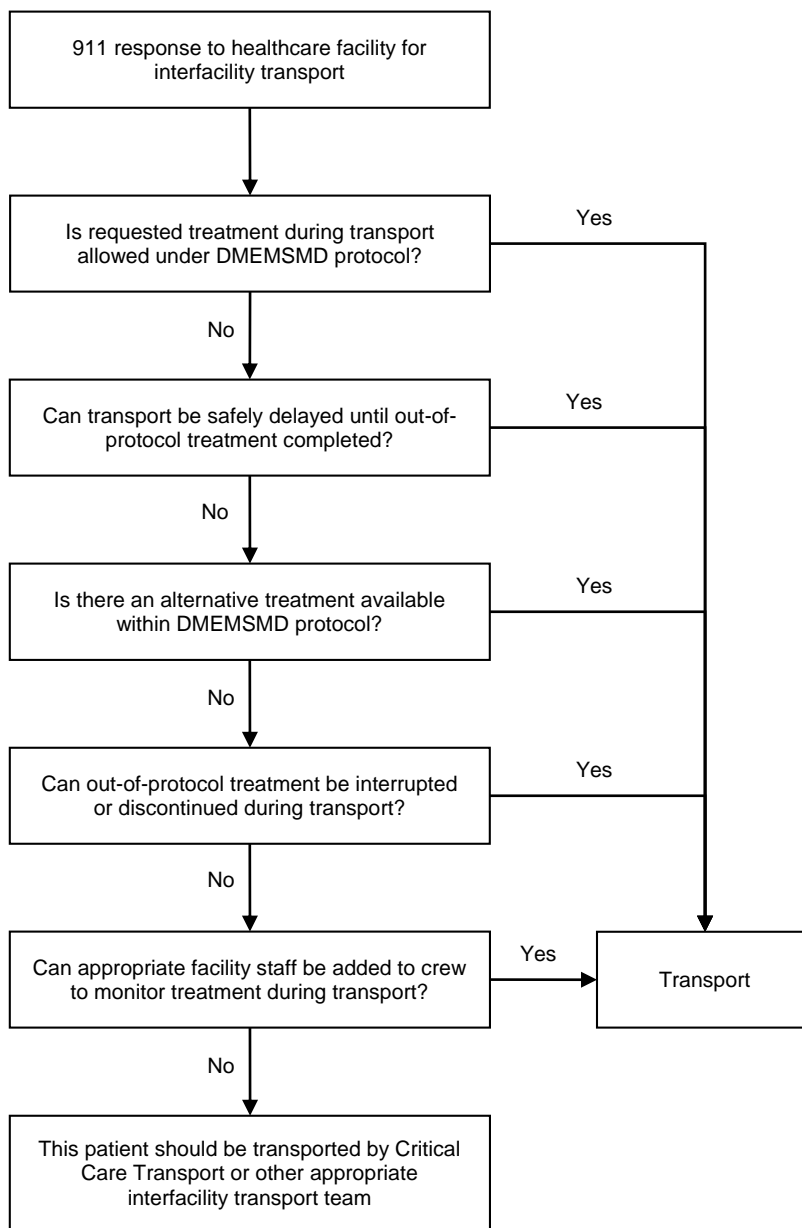 911 response to healthcare facility for
interfacility transport
Is requested treatment during transport
allowed under DMEMSMD protocol?
Yes
No
Can transport be safely delayed until out-of-
protocol treatment completed?
Yes
No
Is there an alternative treatment available
within DMEMSMD protocol?
Yes
No
Can out-of-protocol treatment be interrupted
or discontinued during transport?
Yes
No
Can appropriate facility staff be added to crew
to monitor treatment during transport?
Yes
Transport
No
This patient should be transported by Critical
Care Transport or other appropriate
interfacility transport team